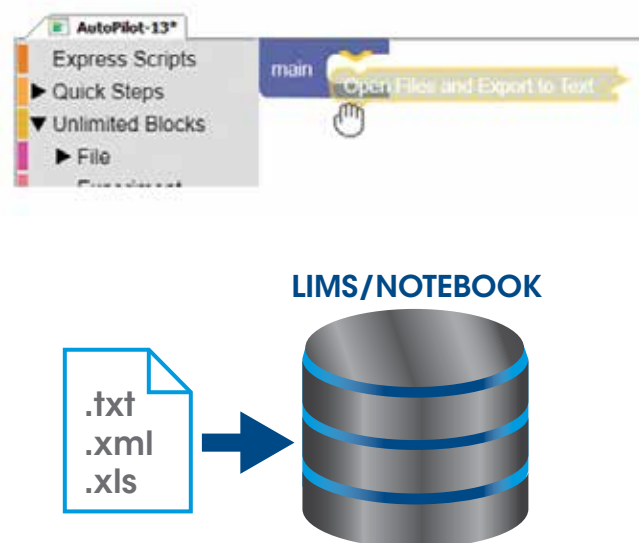 AutoPilot-13*
Express Scripts
Quick Steps
Unlimited Blocks
File
main
Open Files and Export to Text
LIMS/NOTEBOOK
.txt
.xml
.xls